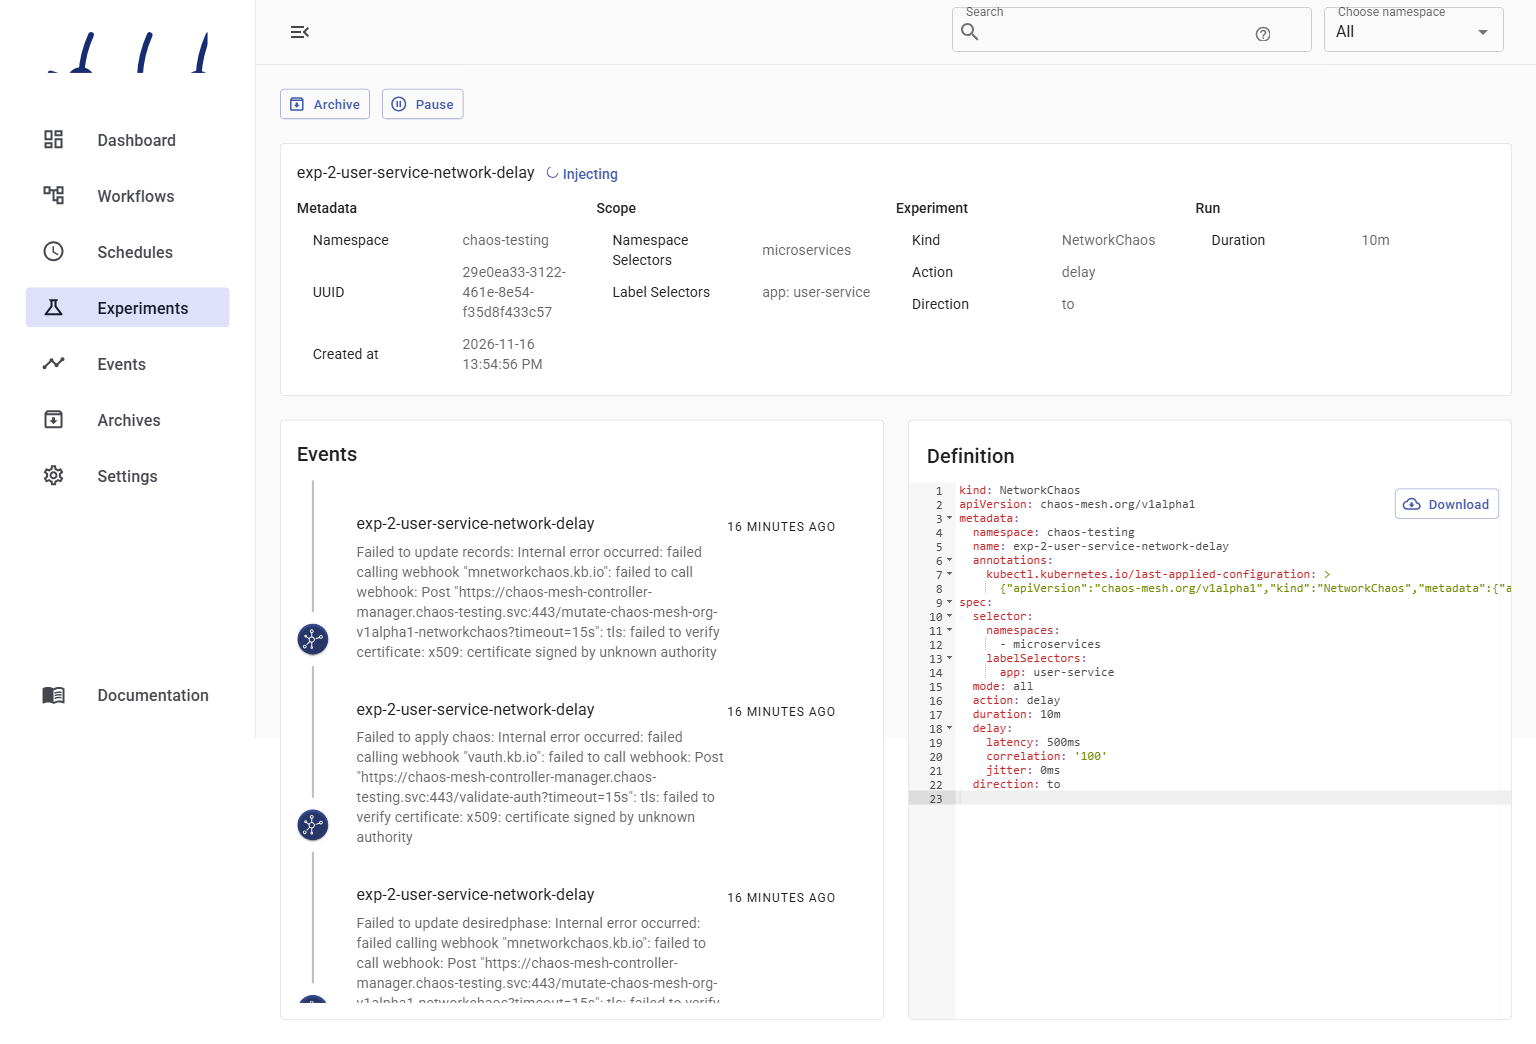 Search
Choose namespace
All
Dashboard
Workflows
Schedules
Experiments
Events
Archives
Settings
Documentation
Archive
Pause
exp-2-user-service-network-delay
Injecting
Metadata
Namespace
chaos-testing
UUID
29e0ea33-3122-
461e-8e54-
f35d8f433c57
Created at
2026-11-16
13:54:56 PM
Scope
Namespace
Selectors
microservices
Label Selectors
app: user-service
Experiment
Kind
NetworkChaos
Action
delay
Direction
to
Run
Duration
10m
Events
exp-2-user-service-network-delay
16 MINUTES AGO
Failed to update records: Internal error occurred: failed
calling webhook "mnetworkchaos.kb.io": failed to call
webhook: Post "https://chaos-mesh-controller-
manager.chaos-testing.svc:443/mutate-chaos-mesh-org-
v1alpha1-networkchaos?timeout=15s": tls: failed to verify
certificate: x509: certificate signed by unknown authority
exp-2-user-service-network-delay
16 MINUTES AGO
Failed to apply chaos: Internal error occurred: failed
calling webhook "vauth.kb.io": failed to call webhook: Post
"https://chaos-mesh-controller-manager.chaos-
testing.svc:443/validate-auth?timeout=15s": tls: failed to
verify certificate: x509: certificate signed by unknown
authority
exp-2-user-service-network-delay
16 MINUTES AGO
Failed to update desiredphase: Internal error occurred:
failed calling webhook "mnetworkchaos.kb.io": failed to
call webhook: Post "https://chaos-mesh-controller-
manager.chaos-testing.svc:443/mutate-chaos-mesh-org-
v1alpha1-networkchaos?timeout=15s": tls: failed to verify
Definition
Download
1 kind: NetworkChaos
2 apiVersion: chaos-mesh.org/v1alpha1
3 metadata:
4 namespace: chaos-testing
5 name: exp-2-user-service-network-delay
6 annotations:
7 kubectl.kubernetes.io/last-applied-configuration: >
8 {"apiVersion":"chaos-mesh.org/v1alpha1","kind":"NetworkChaos","metadata":{"a
9 spec:
10 selector:
11 namespaces:
12 - microservices
13 labelSelectors:
14 app: user-service
15 mode: all
16 action: delay
17 duration: 10m
18 delay:
19 latency: 500ms
20 correlation: '100'
21 jitter: 0ms
22 direction: to
23